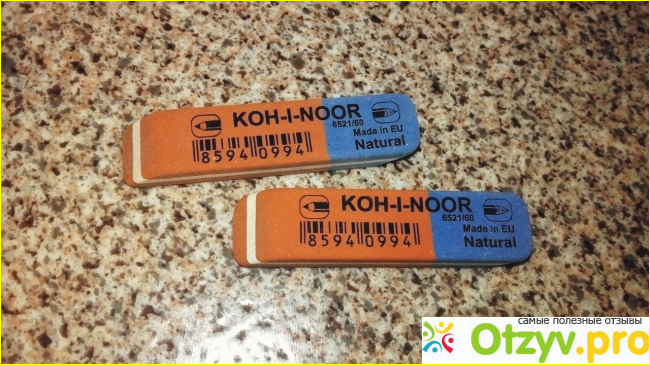 KOH-I-NOOR
6521/60
Made in EU
8594 0994
Natural
KOH-I-NOOR
6521/60
Made in EU
8594 0994
Natural
самые полезные отзывы
Otzyv.pro